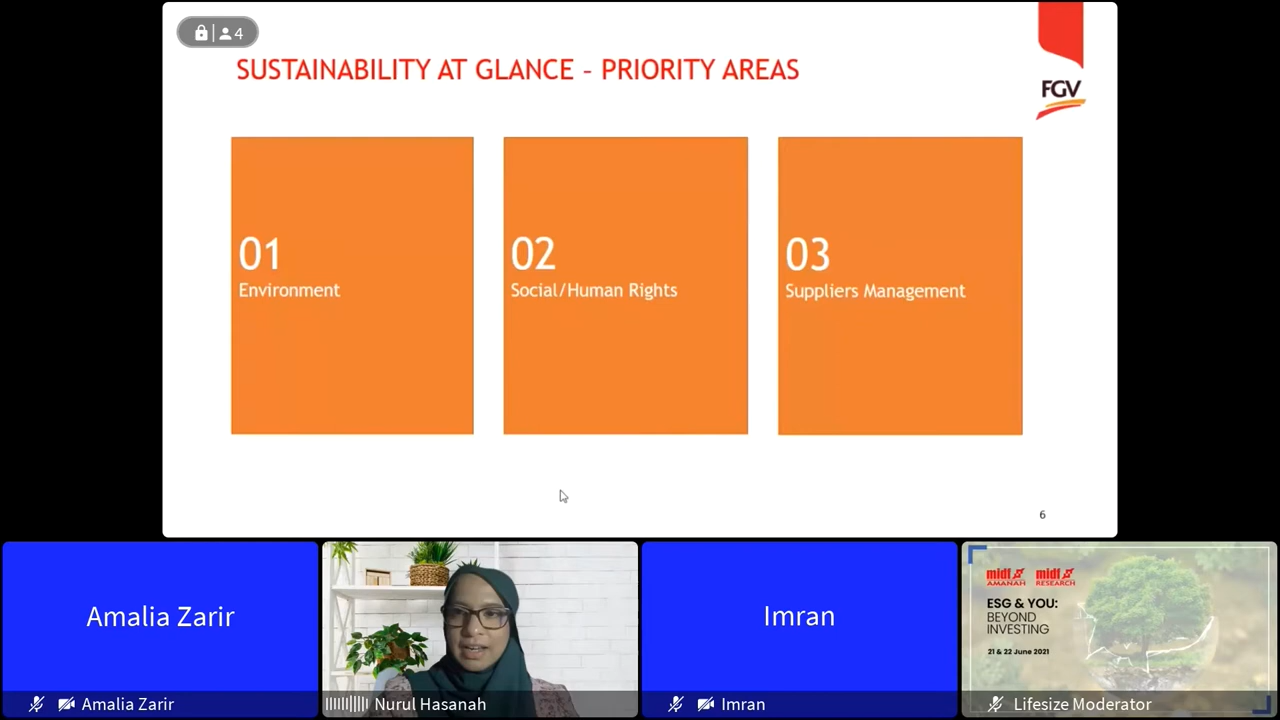 4
SUSTAINABILITY AT GLANCE – PRIORITY AREAS
FGV
01
Environment
02
Social/Human Rights
03
Suppliers Management
6
Amalia Zarir
Amalia Zarir
Nurul Hasanah
Imran
Imran
midf midf
AMANAH RESEARCH
ESG & YOU:
BEYOND
INVESTING
21 & 22 June 2021
Lifesize Moderator